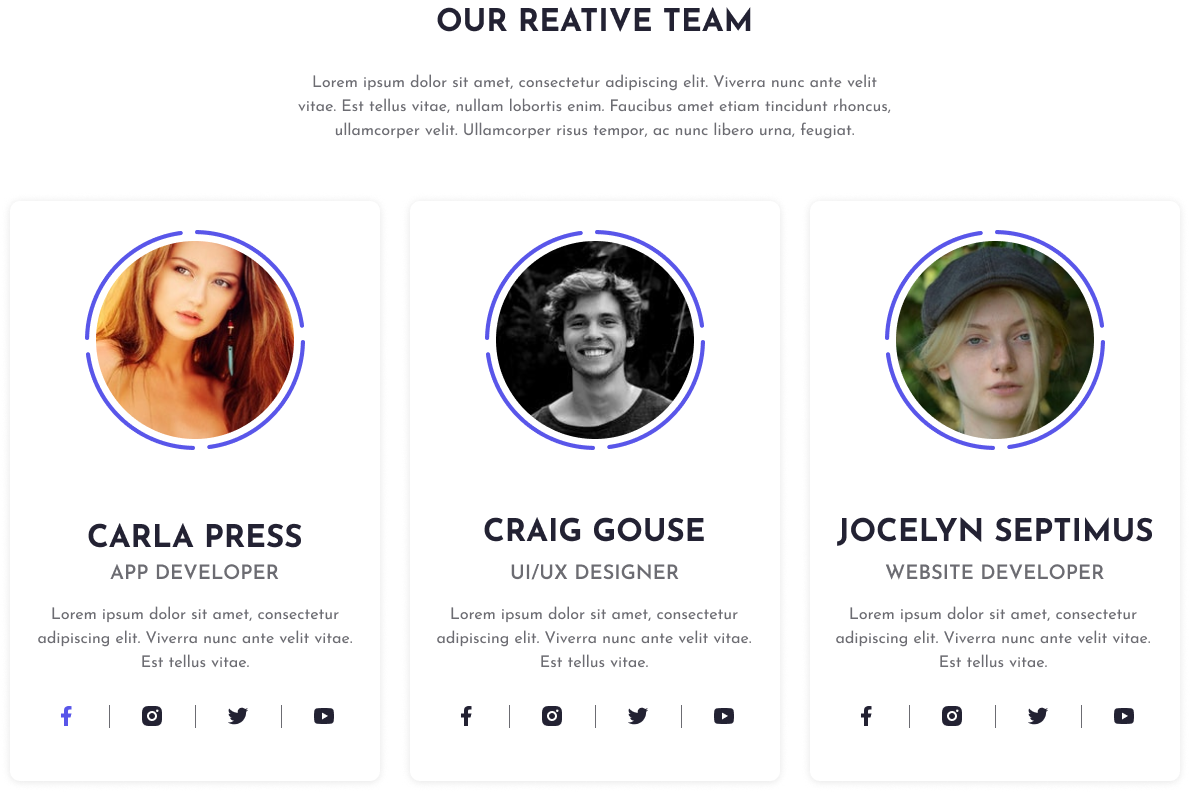 OUR REATIVE TEAM
Lorem ipsum dolor sit amet, consectetur adipiscing elit. Viverra nunc ante velit
vitae. Est tellus vitae, nullam lobortis enim. Faucibus amet etiam tincidunt rhoncus,
ullamcorper velit. Ullamcorper risus tempor, ac nunc libero urna, feugiat.
CARLA PRESS
APP DEVELOPER
Lorem ipsum dolor sit amet, consectetur
adipiscing elit. Viverra nunc ante velit vitae.
Est tellus vitae.
CRAIG GOUSE
UI/UX DESIGNER
Lorem ipsum dolor sit amet, consectetur
adipiscing elit. Viverra nunc ante velit vitae.
Est tellus vitae.
JOCELYN SEPTIMUS
WEBSITE DEVELOPER
Lorem ipsum dolor sit amet, consectetur
adipiscing elit. Viverra nunc ante velit vitae.
Est tellus vitae.